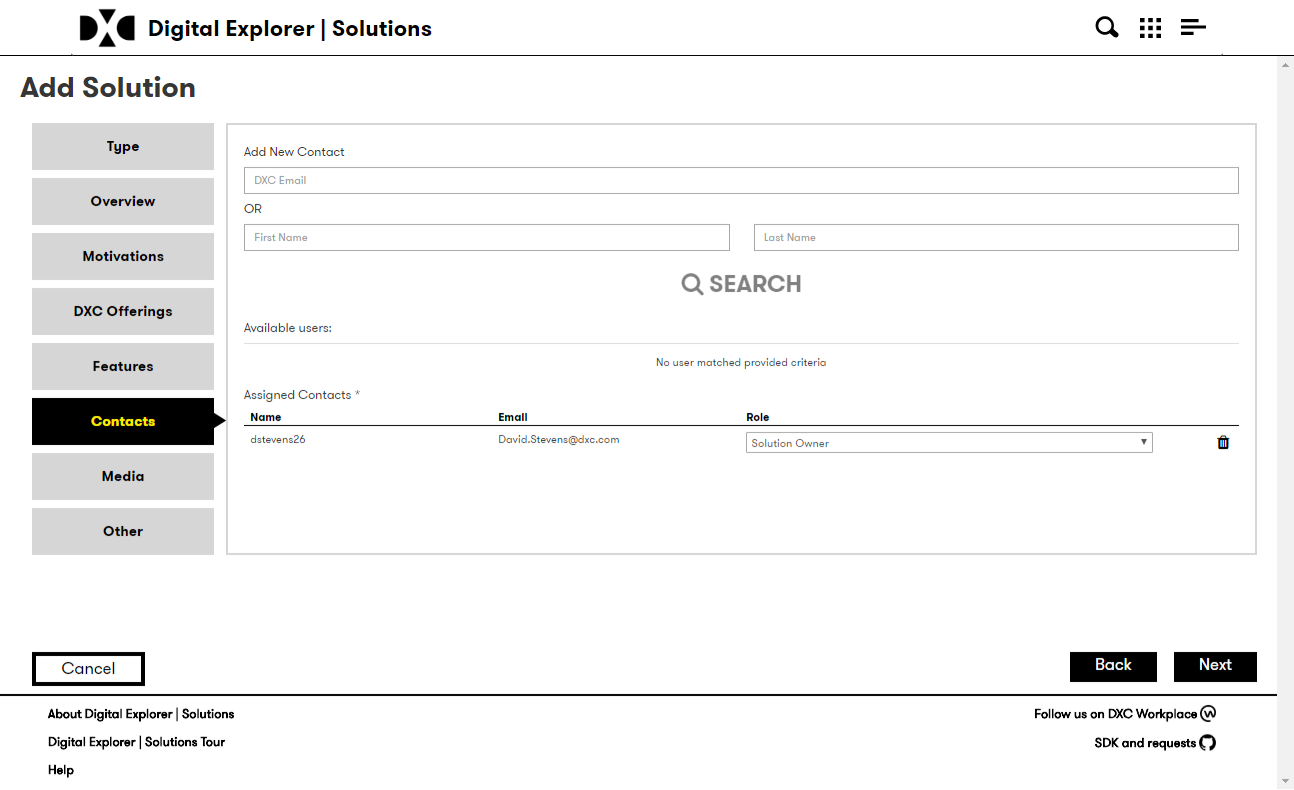 DXC Digital Explorer | Solutions
Add Solution
Type
Overview
Motivations
DXC Offerings
Features
Contacts
Media
Other
Add New Contact
DXC Email
OR
First Name Last Name
SEARCH
Available users:
No user matched provided criteria
Assigned Contacts *
Name Email Role
dstevens26 David.Stevens@dxc.com Solution Owner
Cancel Back Next
About Digital Explorer | Solutions
Digital Explorer | Solutions Tour
Help
Follow us on DXC Workplace
SDK and requests